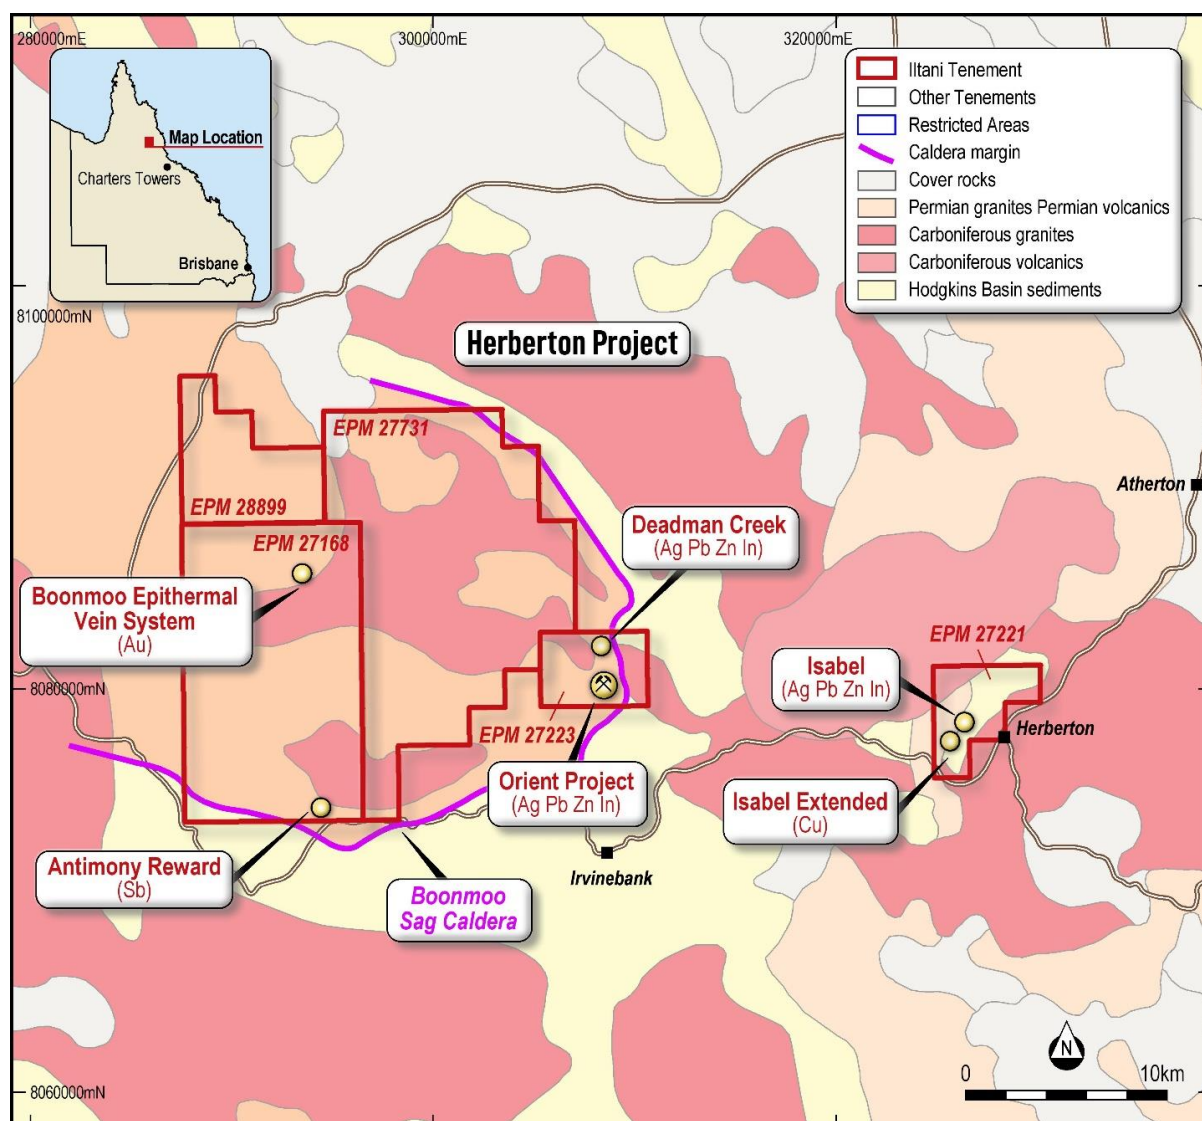 280000mE
300000mE
320000mE
Map Location
Charters Towers
Brisbane
Iltani Tenement
Other Tenements
Restricted Areas
Caldera margin
Cover rocks
Permian granites Permian volcanics
Carboniferous granites
Carboniferous volcanics
Hodgkins Basin sediments
8100000mN
Herberton Project
EPM 27731
Atherton
EPM 28899
EPM 27168
Deadman Creek
(Ag Pb Zn In)
Boonmoo Epithermal
Vein System
(Au)
EPM 27221
Isabel
(Ag Pb Zn In)
8080000mN
EPM 27223
Herberton
Orient Project
(Ag Pb Zn In)
Isabel Extended
(Cu)
Antimony Reward
(Sb)
Irvinebank
Boonmoo
Sag Caldera
N
0
10km
8060000mN